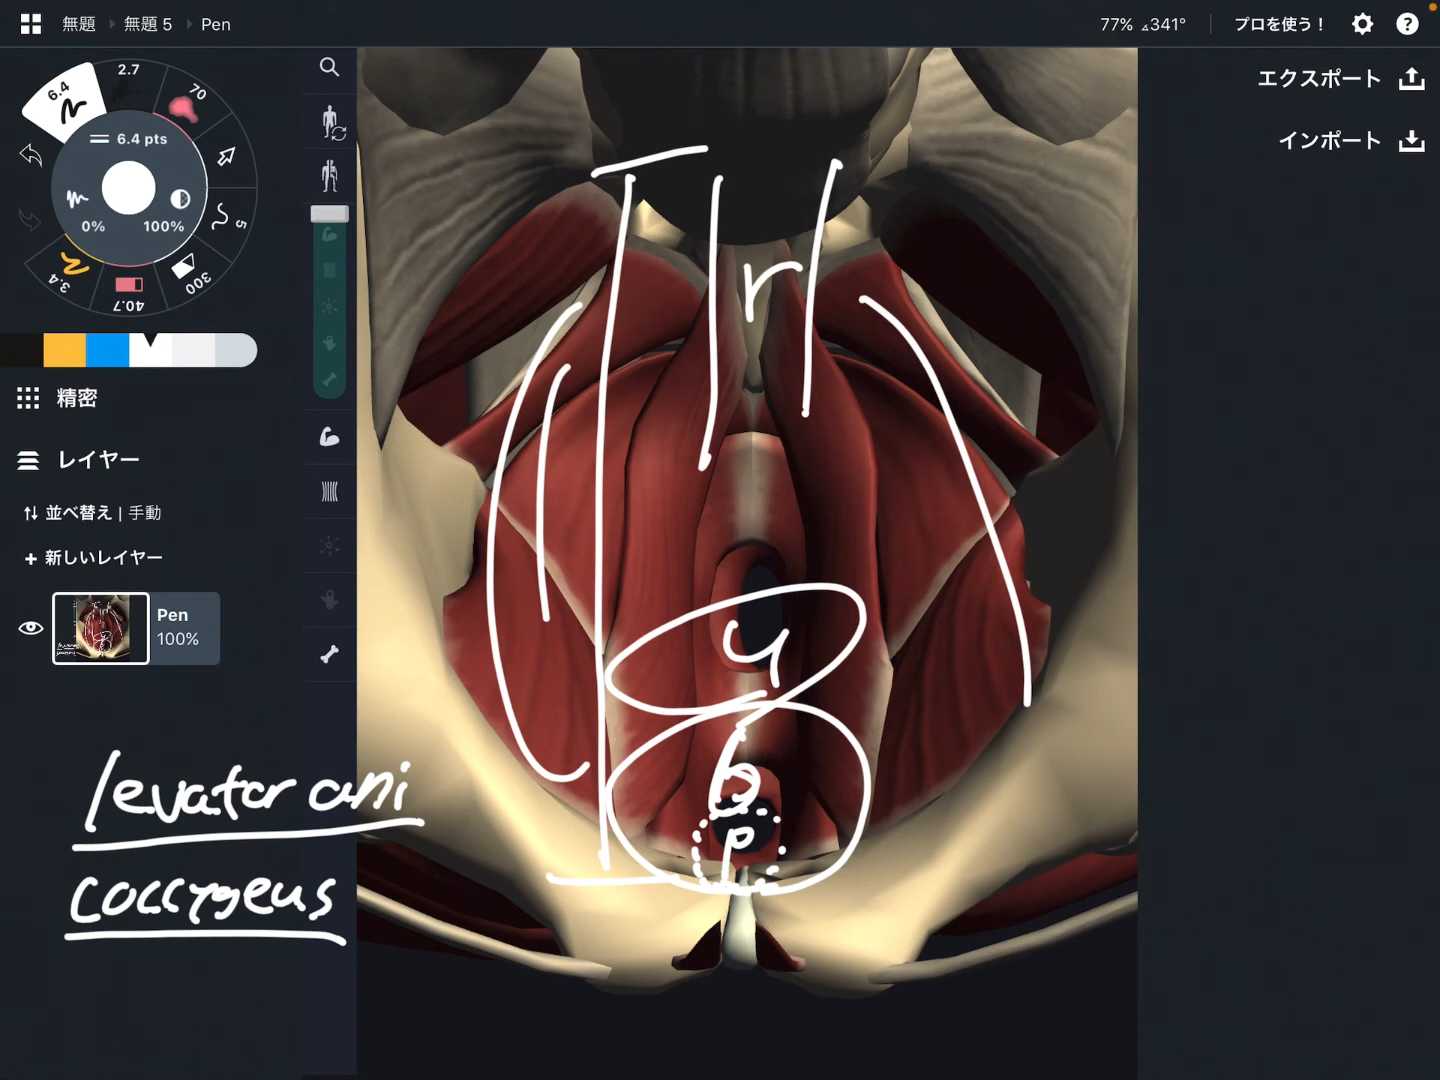 無題 無題 5 Pen
77% ⊿341°
プロを使う!
エクスポート
インポート
2.7
6.4
70
6.4 pts
0%
100%
5
300
40.7
3.4
精密
レイヤー
並べ替え | 手動
+ 新しいレイヤー
Pen
100%
r
u
b
p
levator ani
coccygeus